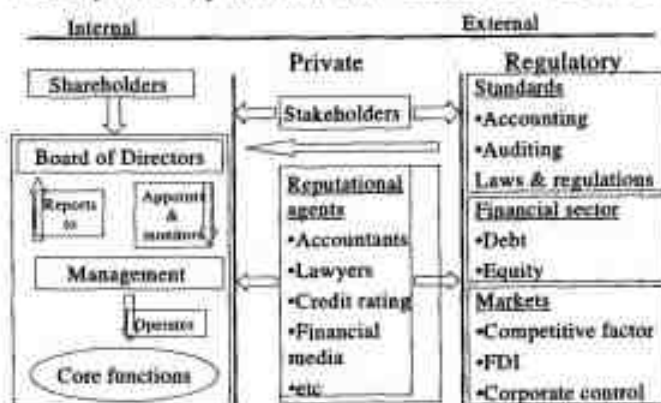 Internal
External
Private
Regulatory
Shareholders
Stakeholders
Board of Directors
Reports
to
Appoints
&
monitors
Management
Operates
Core functions
Reputational
agents
•Accountants
•Lawyers
•Credit rating
•Financial
media
•etc
Standards
•Accounting
•Auditing
Laws & regulations
Financial sector
•Debt
•Equity
Markets
•Competitive factor
•FDI
•Corporate control